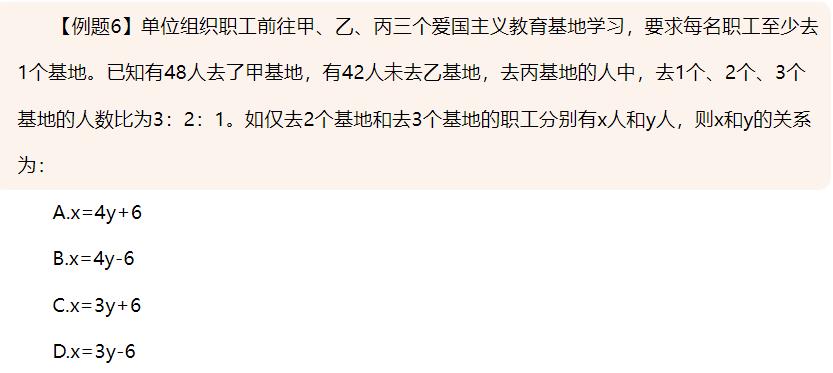 【例题6】单位组织职工前往甲、乙、丙三个爱国主义教育基地学习，要求每名职工至少去
1个基地。已知有48人去了甲基地，有42人未去乙基地，去丙基地的人中，去1个、2个、3个
基地的人数比为3：2：1。如仅去2个基地和去3个基地的职工分别有x人和y人，则x和y的关系
为：
A.x=4y+6
B.x=4y-6
C.x=3y+6
D.x=3y-6